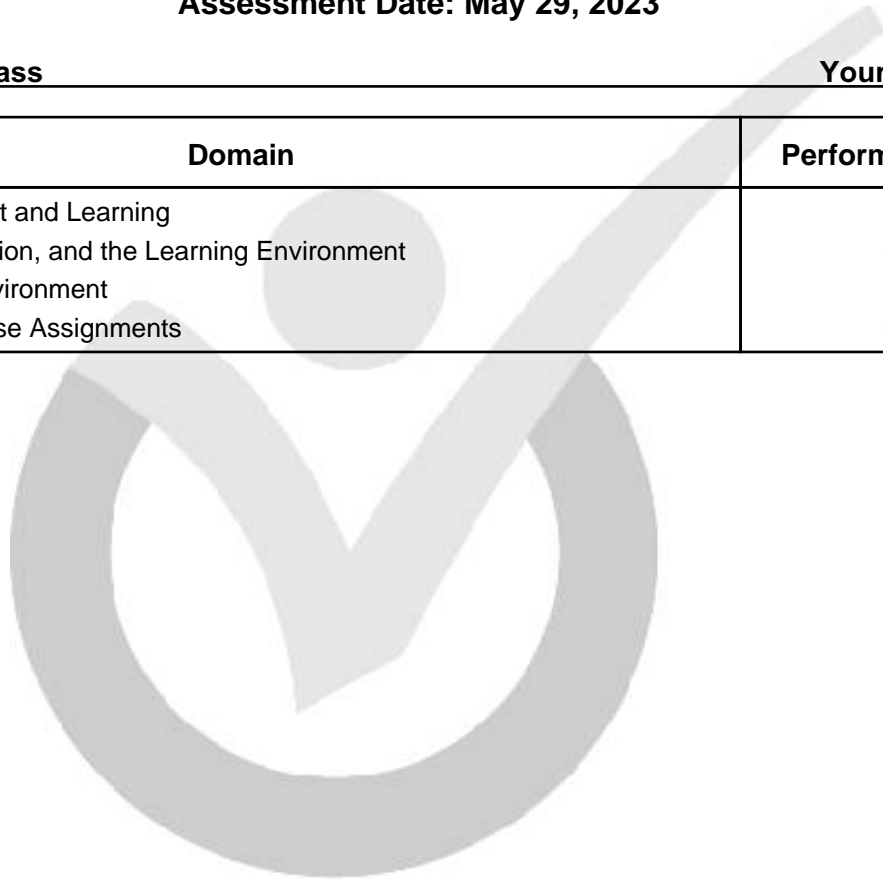 Assessment Date: May 29, 2023
ass Your
Domain Perform
t and Learning
ion, and the Learning Environment
vironment
se Assignments